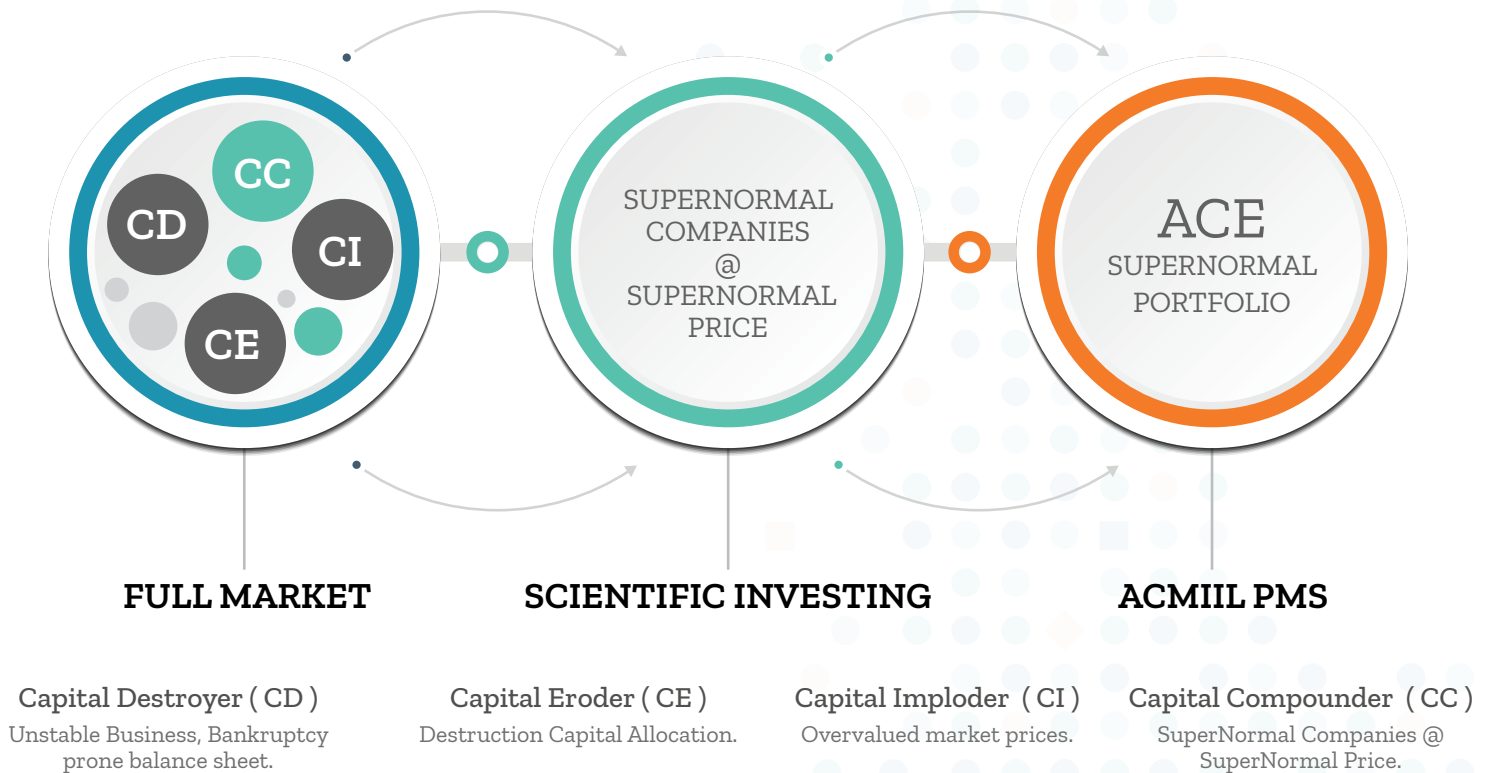 CC
CD
CI
CE
SUPERNORMAL
COMPANIES
@
SUPERNORMAL
PRICE
ACE
SUPERNORMAL
PORTFOLIO
FULL MARKET
SCIENTIFIC INVESTING
ACMIIL PMS
Capital Destroyer ( CD )
Unstable Business, Bankruptcy
prone balance sheet.
Capital Eroder ( CE )
Destruction Capital Allocation.
Capital Imploder ( CI )
Overvalued market prices.
Capital Compounder ( CC )
SuperNormal Companies @
SuperNormal Price.